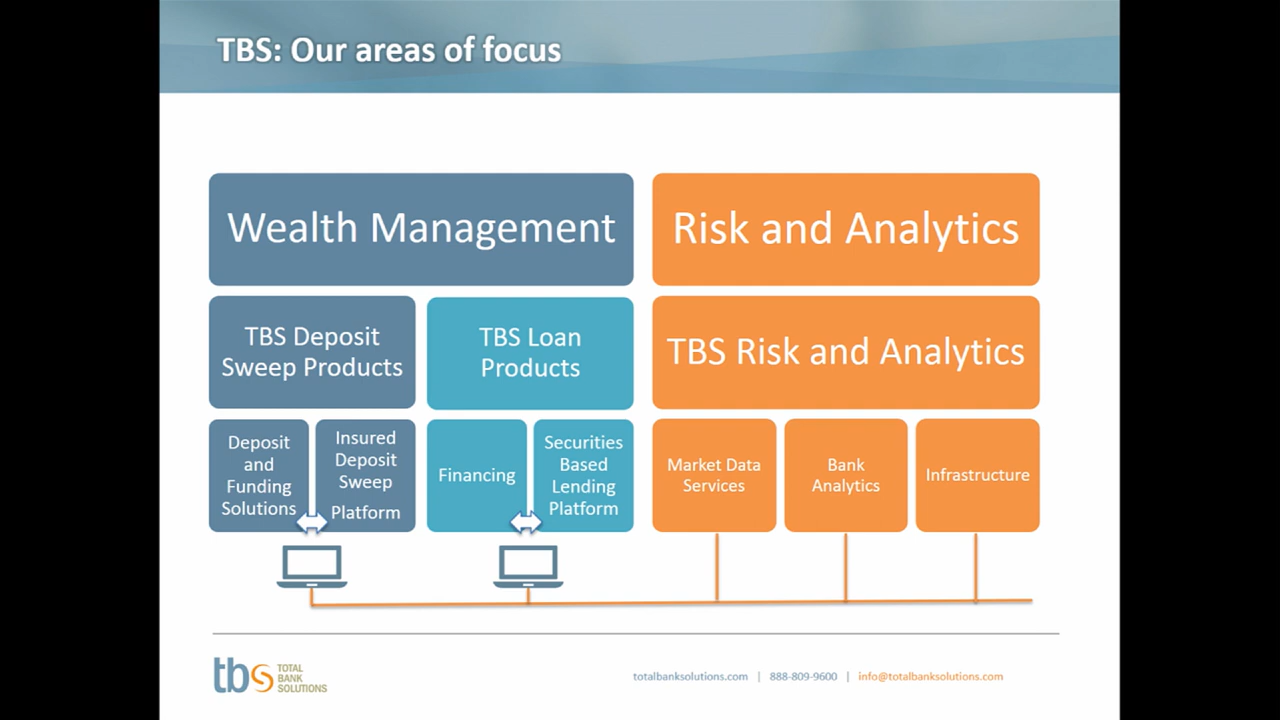 TBS: Our areas of focus
Wealth Management
Risk and Analytics
TBS Deposit
Sweep Products
TBS Loan
Products
TBS Risk and Analytics
Deposit
and
Funding
Solutions
Insured
Deposit
Sweep
Platform
Financing
Securities
Based
Lending
Platform
Market Data
Services
Bank
Analytics
Infrastructure
tbs TOTAL
BANK
SOLUTIONS
totalbanksolutions.com | 888-809-9600 | info@totalbanksolutions.com